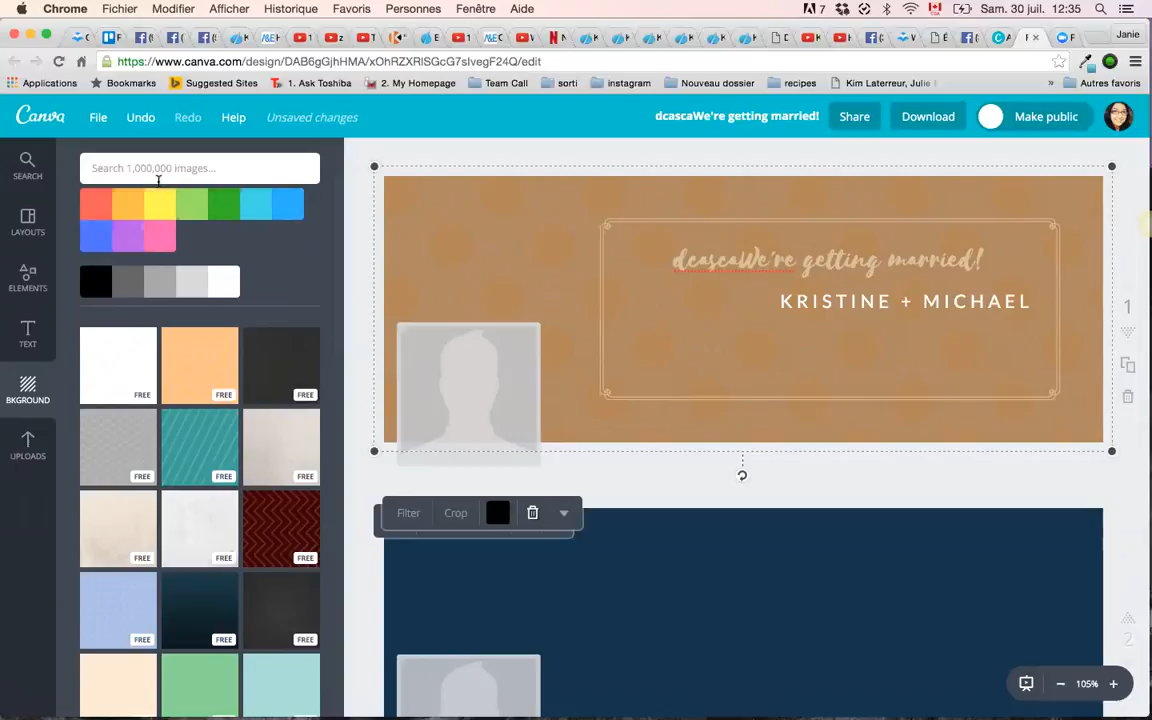 Chrome Fichier Modifier Afficher Historique Favoris Personnes Fenêtre Aide 7 Sam. 30 juil. 12:35
Janie
https://www.canva.com/design/DAB6gGjhHMA/xOhRZXRlSGcG7sIvegF24Q/edit
Applications Bookmarks Suggested Sites 1. Ask Toshiba 2. My Homepage Team Call sorti instagram Nouveau dossier recipes Kim Laterreur, Julie » Autres favoris
Canva File Undo Redo Help Unsaved changes dcascaWe're getting married! Share Download Make public
SEARCH
LAYOUTS
ELEMENTS
TEXT
BKGROUND
UPLOADS
Search 1,000,000 images...
FREE FREE FREE
FREE FREE FREE
FREE FREE FREE
FREE FREE FREE
dcascaWe're getting married!
KRISTINE + MICHAEL
1
Filter Crop
2
105%